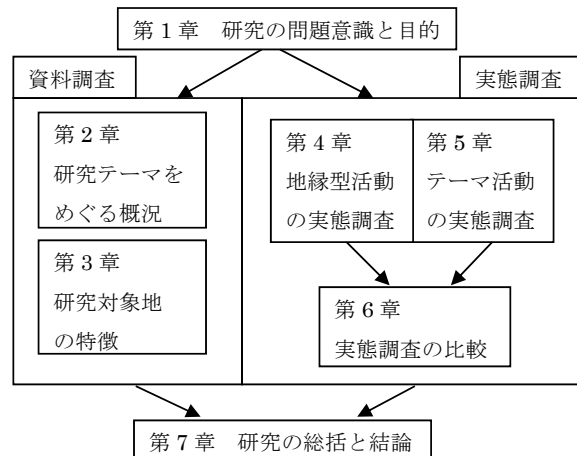 第 1 章　研究の問題意識と目的
資料調査
実態調査
第 2 章
研究テーマを
めぐる概況
第 3 章
研究対象地
の特徴
第 4 章
地縁型活動
の実態調査
第 5 章
テーマ活動
の実態調査
第 6 章
実態調査の比較
第 7 章　研究の総括と結論